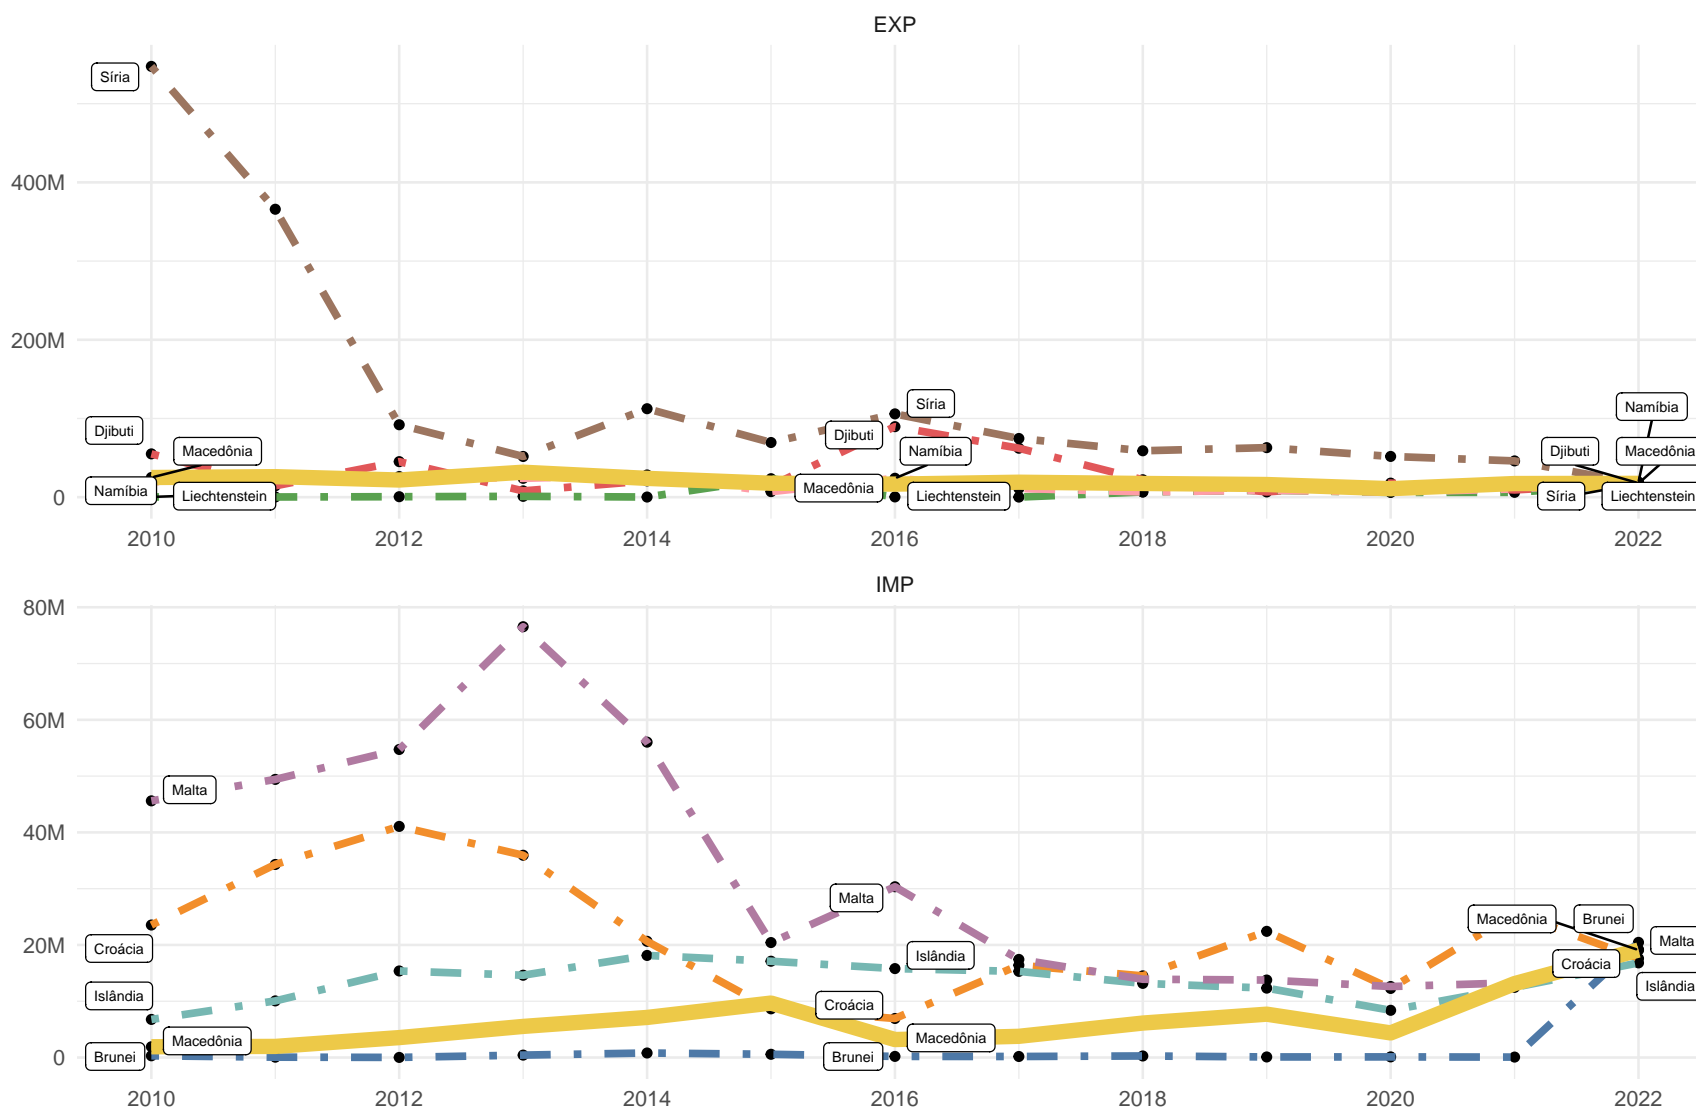 EXP
Síria
400M
200M
Djibuti
Macedônia
Namíbia
Liechtenstein
0
Síria
Djibuti
Namíbia
Macedônia
Liechtenstein
Namíbia
Djibuti
Macedônia
Síria
Liechtenstein
2010 2012 2014 2016 2018 2020 2022
IMP
80M
60M
Malta
40M
Malta
20M
Croácia
Islândia
Macedônia
Brunei
0
Islândia
Croácia
Macedônia
Brunei
Macedônia
Brunei
Malta
Croácia
Islândia
2010 2012 2014 2016 2018 2020 2022